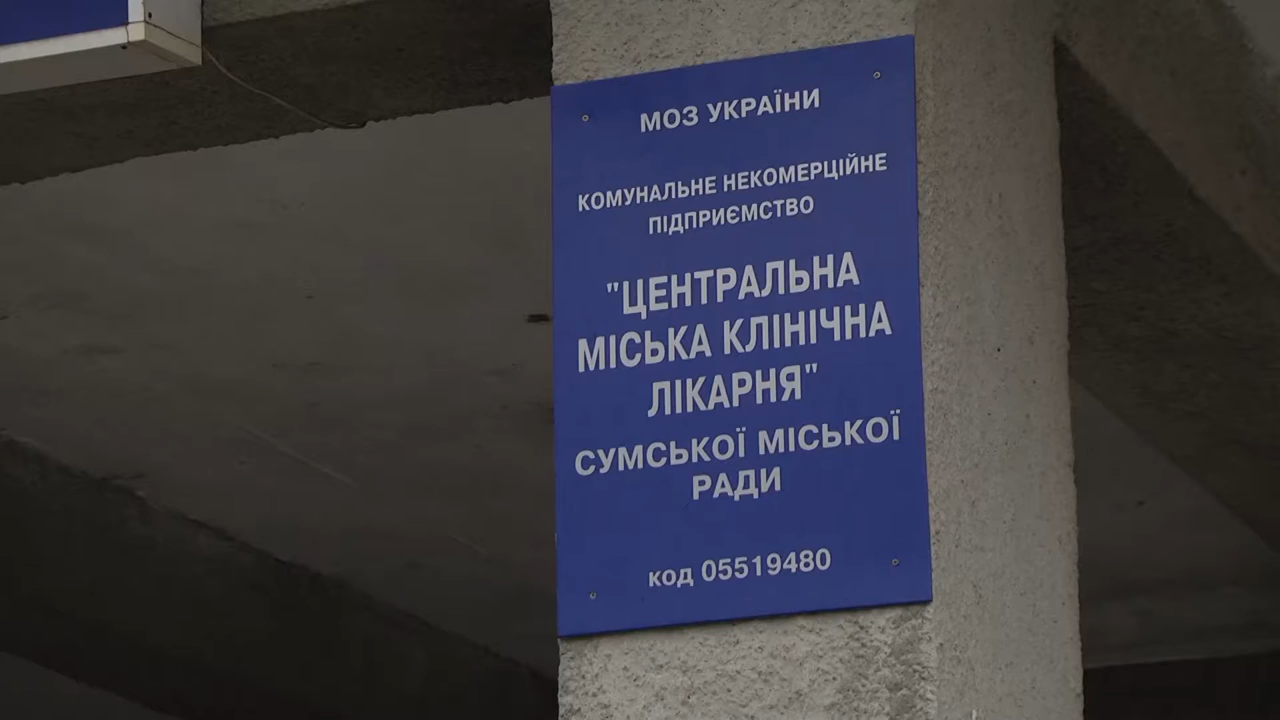 МОЗ УКРАЇНИ
КОМУНАЛЬНЕ НЕКОМЕРЦІЙНЕ
ПІДПРИЄМСТВО
"ЦЕНТРАЛЬНА
МІСЬКА КЛІНІЧНА
ЛІКАРНЯ"
СУМСЬКОЇ МІСЬКОЇ
РАДИ
код 05519480